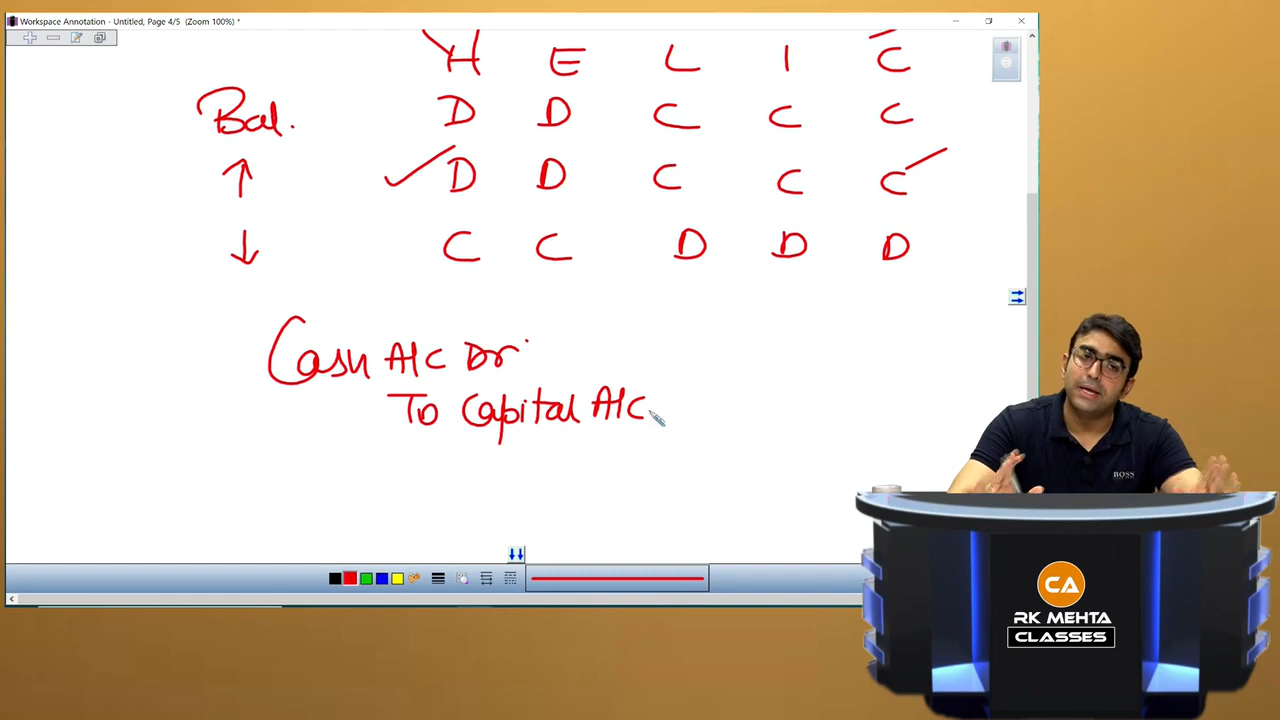 Workspace Annotation - Untitled, Page 4/5 (Zoom 100%) *
H E L I C
Bal. D D C C C
↑ D D C C C
↓ C C D D D
Cash A/C Dr
To Capital A/C
BOSS
CA
RK MEHTA
CLASSES